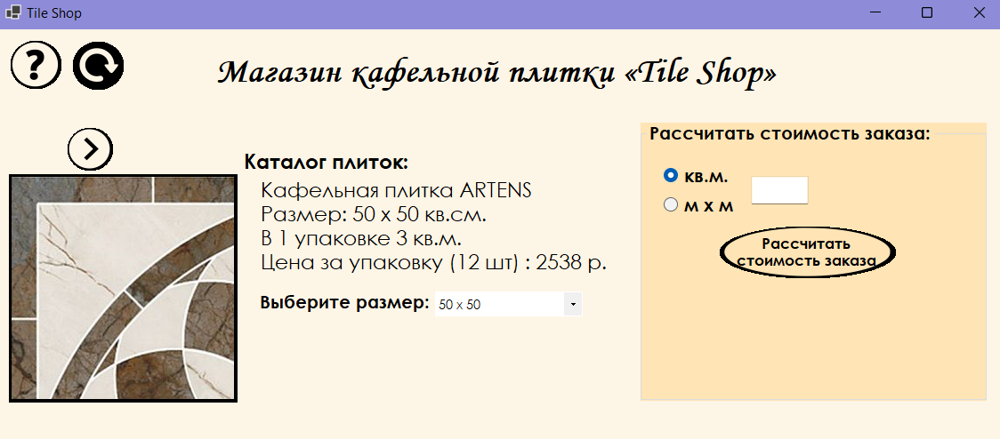 Tile Shop
Магазин кафельной плитки «Tile Shop»
Каталог плиток:
Кафельная плитка ARTENS
Размер: 50 x 50 кв.см.
В 1 упаковке 3 кв.м.
Цена за упаковку (12 шт) : 2538 р.
Выберите размер: 50 x 50
Рассчитать стоимость заказа:
кв.м.
м x м
Рассчитать
стоимость заказа